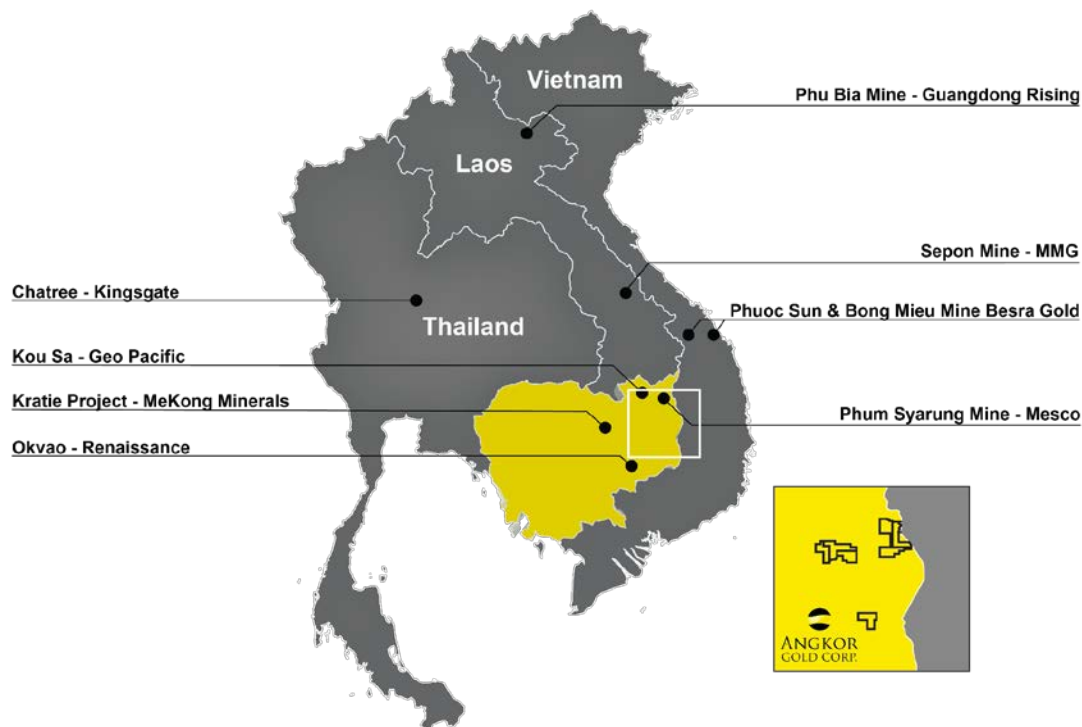 Vietnam
Phu Bia Mine - Guangdong Rising
Laos
Sepon Mine - MMG
Chatree - Kingsgate
Phuoc Sun & Bong Mieu Mine Besra Gold
Thailand
Kou Sa - Geo Pacific
Kratie Project - MeKong Minerals
Phum Syarung Mine - Mesco
Okvao - Renaissance
ANGKOR
GOLD CORP.